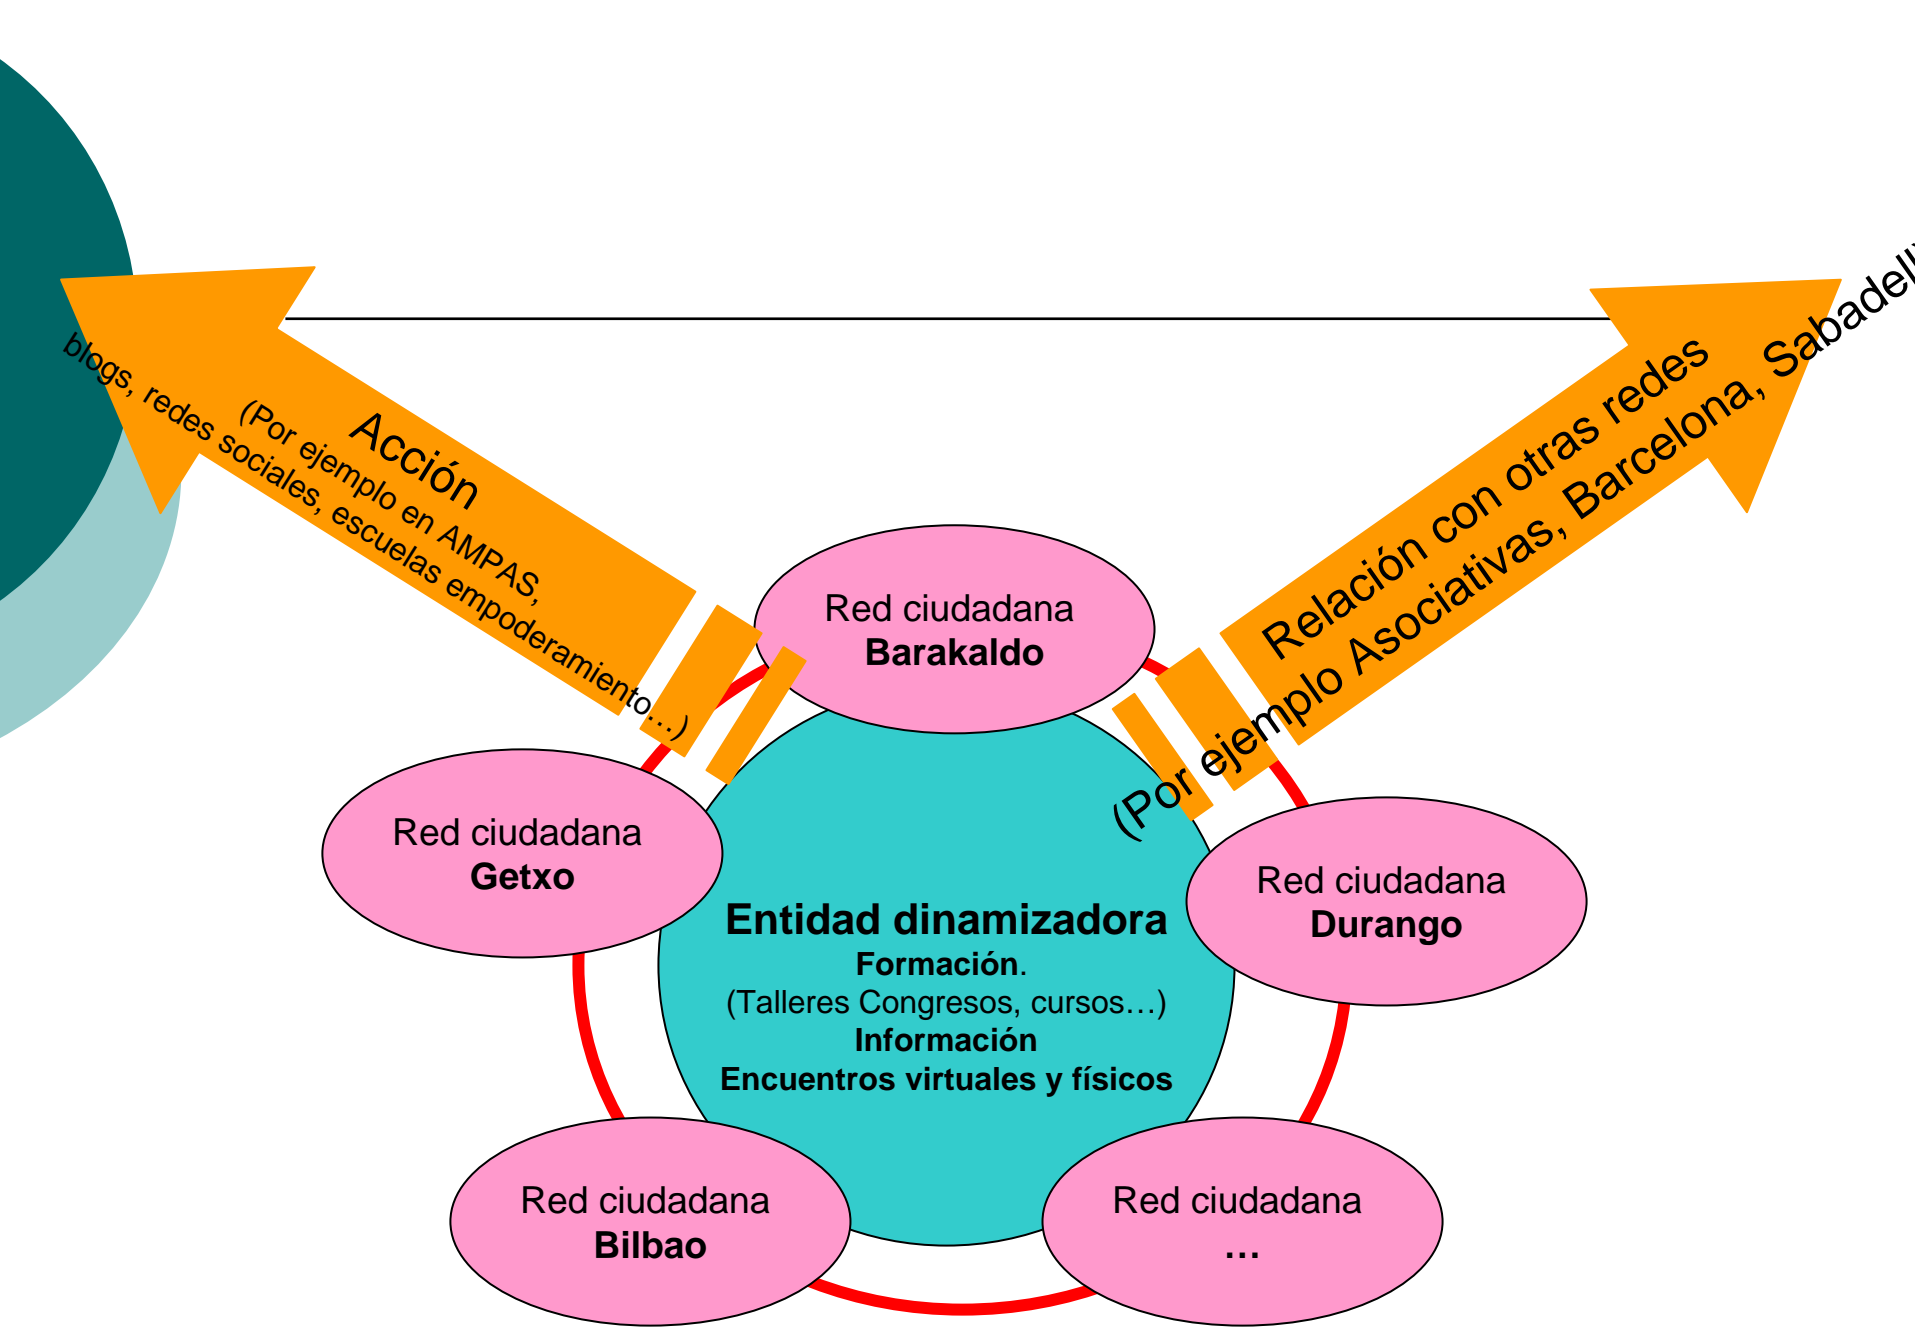 Acción
(Por ejemplo en AMPAS,
blogs, redes sociales, escuelas empoderamiento…)
Relación con otras redes
(Por ejemplo Asociativas, Barcelona, Sabadell
Red ciudadana
Barakaldo
Red ciudadana
Getxo
Red ciudadana
Durango
Entidad dinamizadora
Formación.
(Talleres Congresos, cursos…)
Información
Encuentros virtuales y físicos
Red ciudadana
Bilbao
Red ciudadana
…